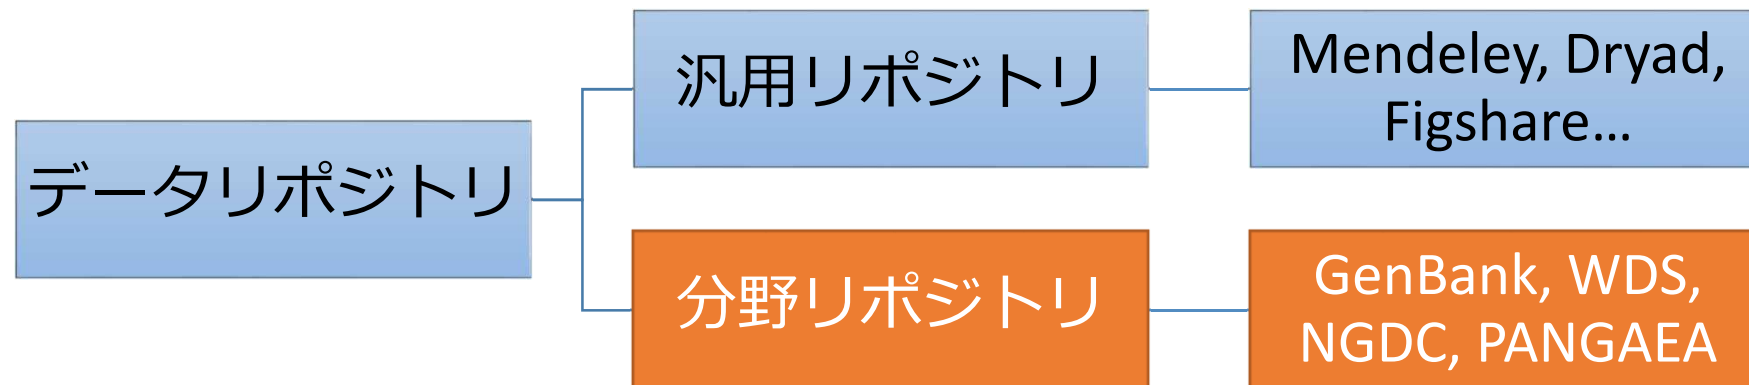 データリポジトリ
汎用リポジトリ
Mendeley, Dryad,
Figshare...
分野リポジトリ
GenBank, WDS,
NGDC, PANGAEA